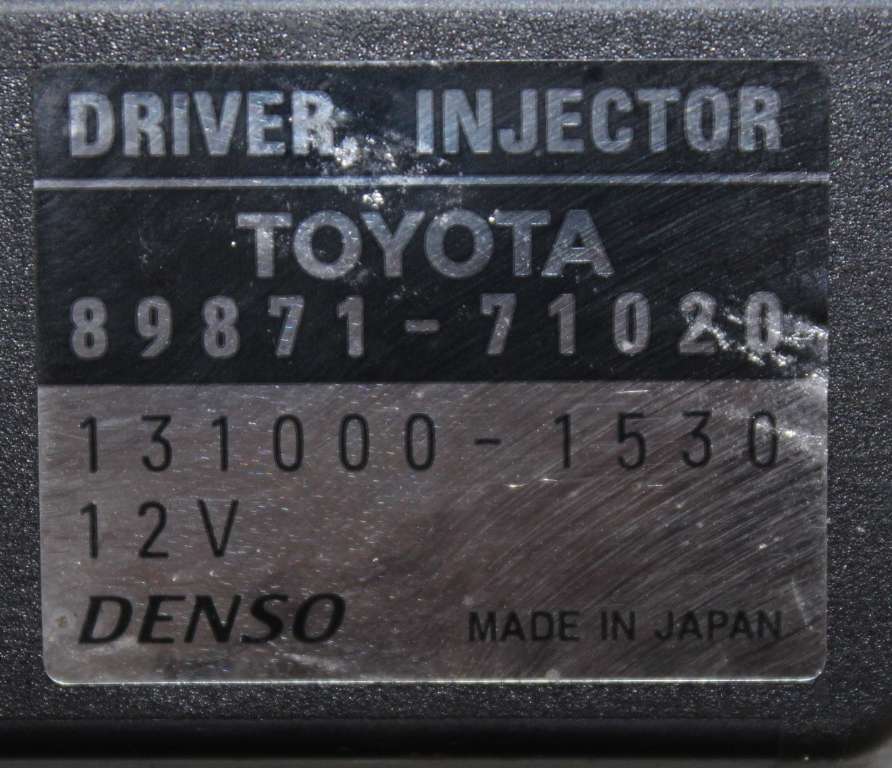 DRIVER, INJECTOR
TOYOTA
89871-71020
131000-1530
12V
DENSO
MADE IN JAPAN